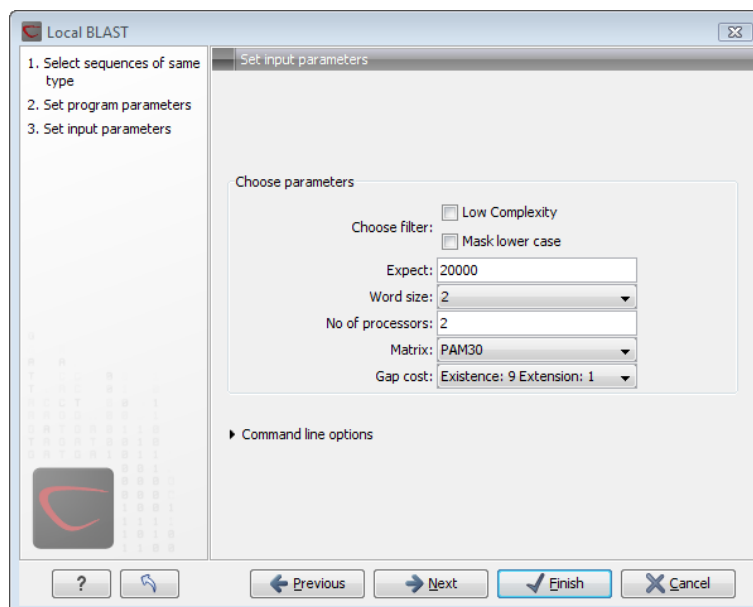 Local BLAST
1. Select sequences of same
type
2. Set program parameters
3. Set input parameters
Set input parameters
Choose parameters
Choose filter:
Low Complexity
Mask lower case
Expect: 20000
Word size: 2
No of processors: 2
Matrix: PAM30
Gap cost: Existence: 9 Extension: 1
Command line options
?
Previous
Next
Finish
Cancel